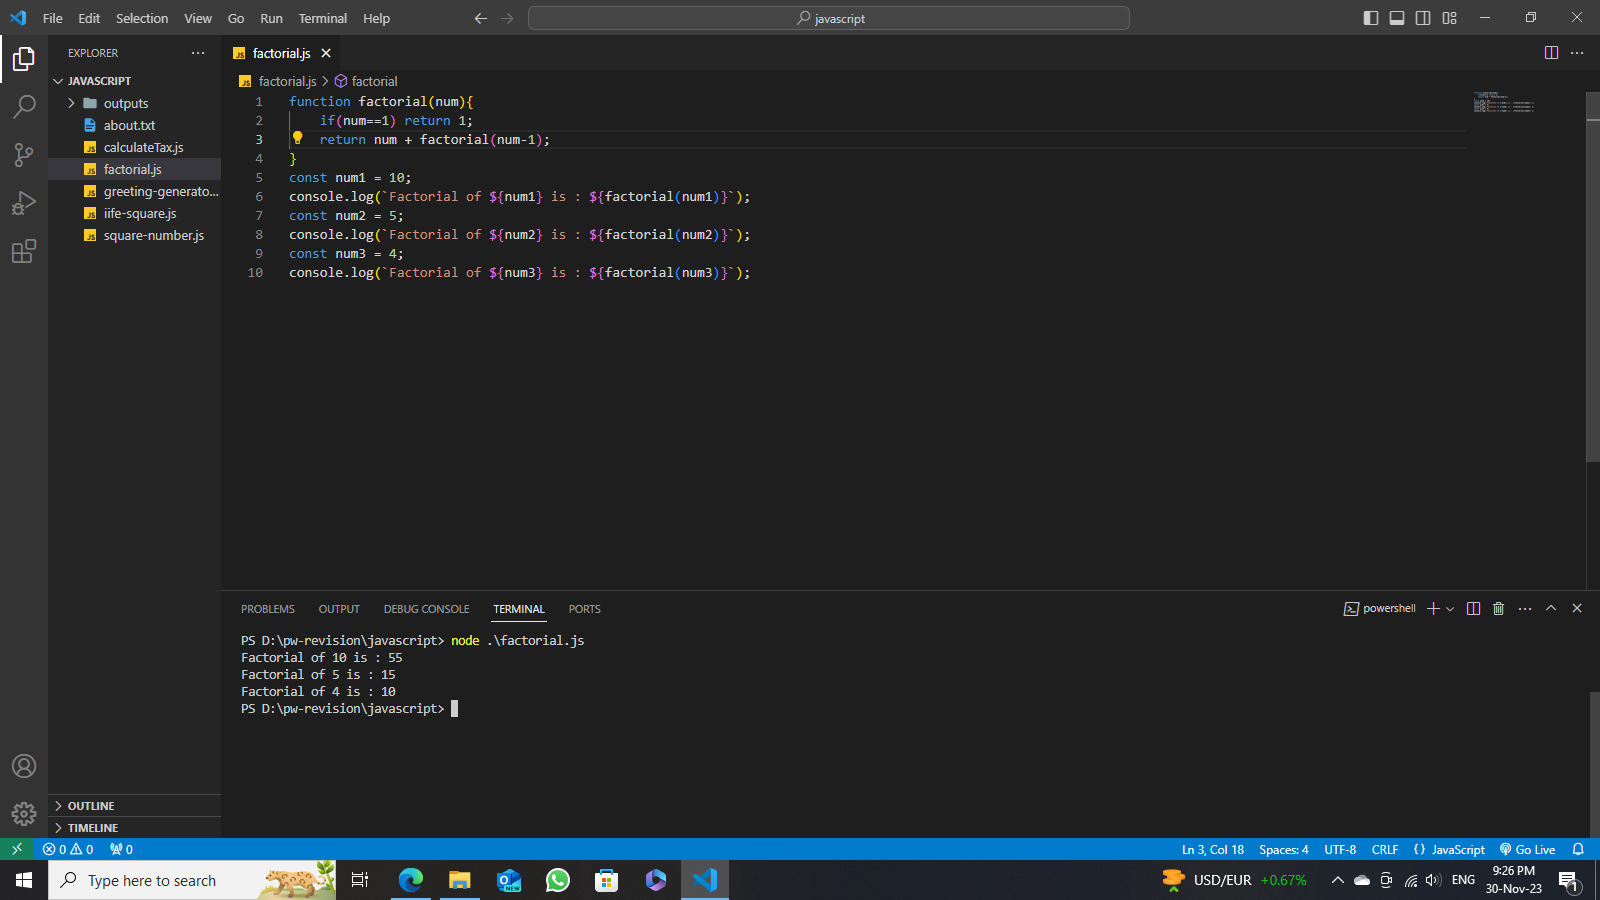 File Edit Selection View Go Run Terminal Help
javascript
EXPLORER
JAVASCRIPT
outputs
about.txt
calculateTax.js
factorial.js
greeting-generato...
iife-square.js
square-number.js
OUTLINE
TIMELINE
factorial.js
factorial.js > factorial
1 function factorial(num){
2 if(num==1) return 1;
3 return num + factorial(num-1);
4 }
5 const num1 = 10;
6 console.log(`Factorial of ${num1} is : ${factorial(num1)}`);
7 const num2 = 5;
8 console.log(`Factorial of ${num2} is : ${factorial(num2)}`);
9 const num3 = 4;
10 console.log(`Factorial of ${num3} is : ${factorial(num3)}`);
PROBLEMS OUTPUT DEBUG CONSOLE TERMINAL PORTS
powershell
PS D:\pw-revision\javascript> node .\factorial.js
Factorial of 10 is : 55
Factorial of 5 is : 15
Factorial of 4 is : 10
PS D:\pw-revision\javascript>
0 0 0
Ln 3, Col 18 Spaces: 4 UTF-8 CRLF {} JavaScript Go Live
Type here to search
USD/EUR +0.67%
ENG
9:26 PM
30-Nov-23
1